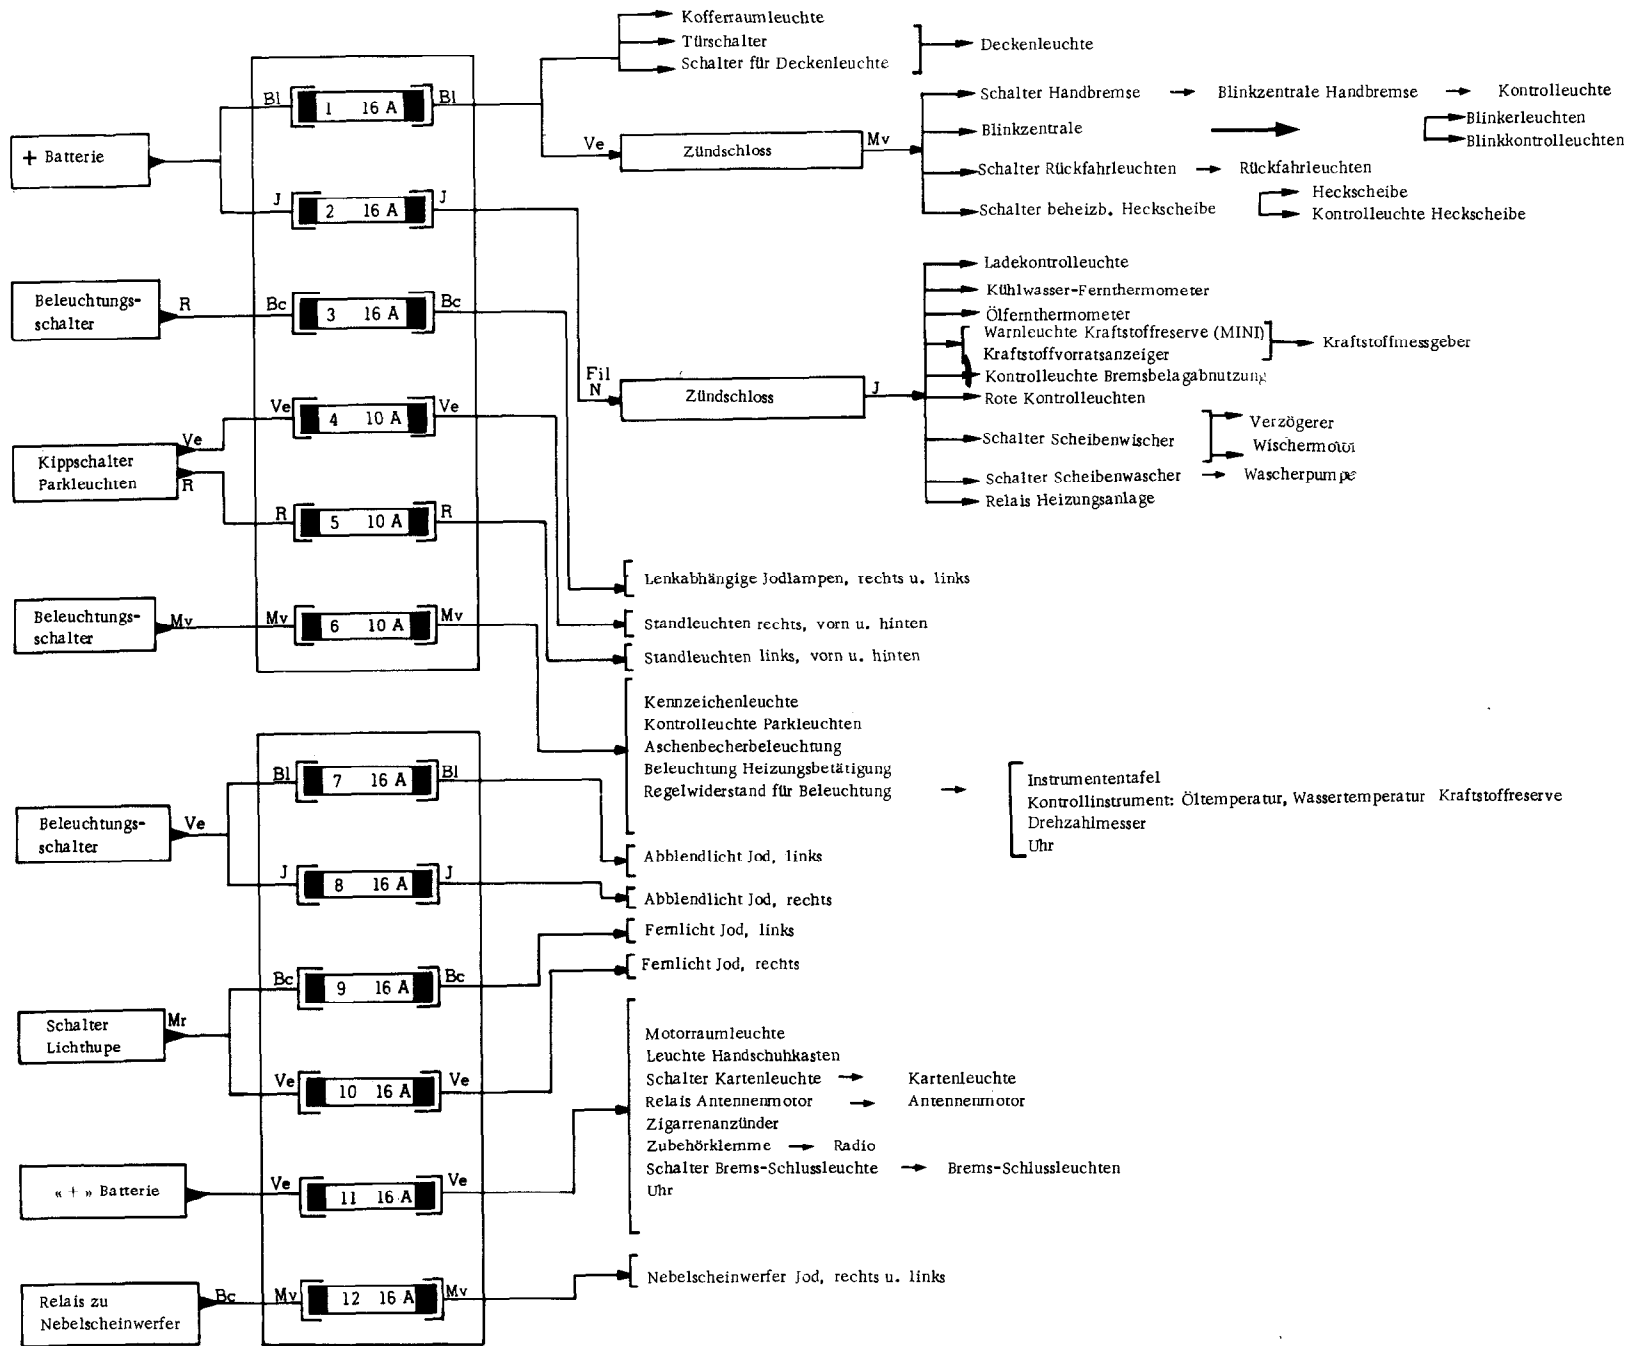 Kofferraumleuchte
Türschalter
Schalter für Deckenleuchte
Deckenleuchte
+ Batterie
Bl 1 16 A Bl
J 2 16 A J
Ve Zündschloss Mv
Schalter Handbremse
Blinkzentrale Handbremse
Kontrolleuchte
Blinkzentrale
Blinkerleuchten
Blinkkontrolleuchten
Schalter Rückfahrleuchten
Rückfahrleuchten
Schalter beheizb. Heckscheibe
Heckscheibe
Kontrolleuchte Heckscheibe
Beleuchtungs-
schalter
R
Bc 3 16 A Bc
Fil
N
Zündschloss J
Ladekontrolleuchte
Kühlwasser-Fernthermometer
Ölfernthermometer
Warnleuchte Kraftstoffreserve (MINI)
Kraftstoffvorratsanzeiger
Kraftstoffmessgeber
Kontrolleuchte Bremsbelagabnutzung
Rote Kontrolleuchten
Schalter Scheibenwischer
Verzögerer
Wischermotor
Schalter Scheibenwascher
Wascherpumpe
Relais Heizungsanlage
Kippschalter
Parkleuchten
Ve
R
Ve 4 10 A Ve
R 5 10 A R
Beleuchtungs-
schalter
Mv
Mv 6 10 A Mv
Lenkabhängige Jodlampen, rechts u. links
Standleuchten rechts, vorn u. hinten
Standleuchten links, vorn u. hinten
Kennzeichenleuchte
Kontrolleuchte Parkleuchten
Aschenbecherbeleuchtung
Beleuchtung Heizungsbetätigung
Regelwiderstand für Beleuchtung
Instrumententafel
Kontrollinstrument: Öltemperatur, Wassertemperatur Kraftstoffreserve
Drehzahlmesser
Uhr
Beleuchtungs-
schalter
Ve
Bl 7 16 A Bl
J 8 16 A J
Abblendlicht Jod, links
Abblendlicht Jod, rechts
Fernlicht Jod, links
Fernlicht Jod, rechts
Schalter
Lichthupe
Mr
Bc 9 16 A Bc
Ve 10 16 A Ve
Motorraumleuchte
Leuchte Handschuhkasten
Schalter Kartenleuchte
Kartenleuchte
Relais Antennenmotor
Antennenmotor
Zigarrenanzünder
Zubehörklemme
Radio
Schalter Brems-Schlussleuchte
Brems-Schlussleuchten
Uhr
« + » Batterie
Ve 11 16 A Ve
Relais zu
Nebelscheinwerfer
Bc
Mv 12 16 A Mv
Nebelscheinwerfer Jod, rechts u. links